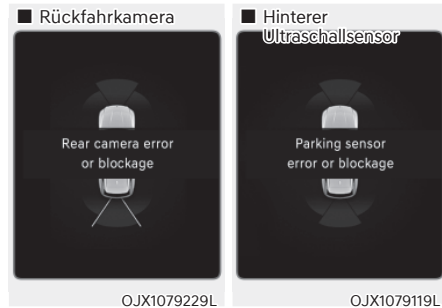 ■ Rückfahrkamera
Rear camera error
or blockage
OJX1079229L
■ Hinterer
Ultraschallsensor
Parking sensor
error or blockage
OJX1079119L